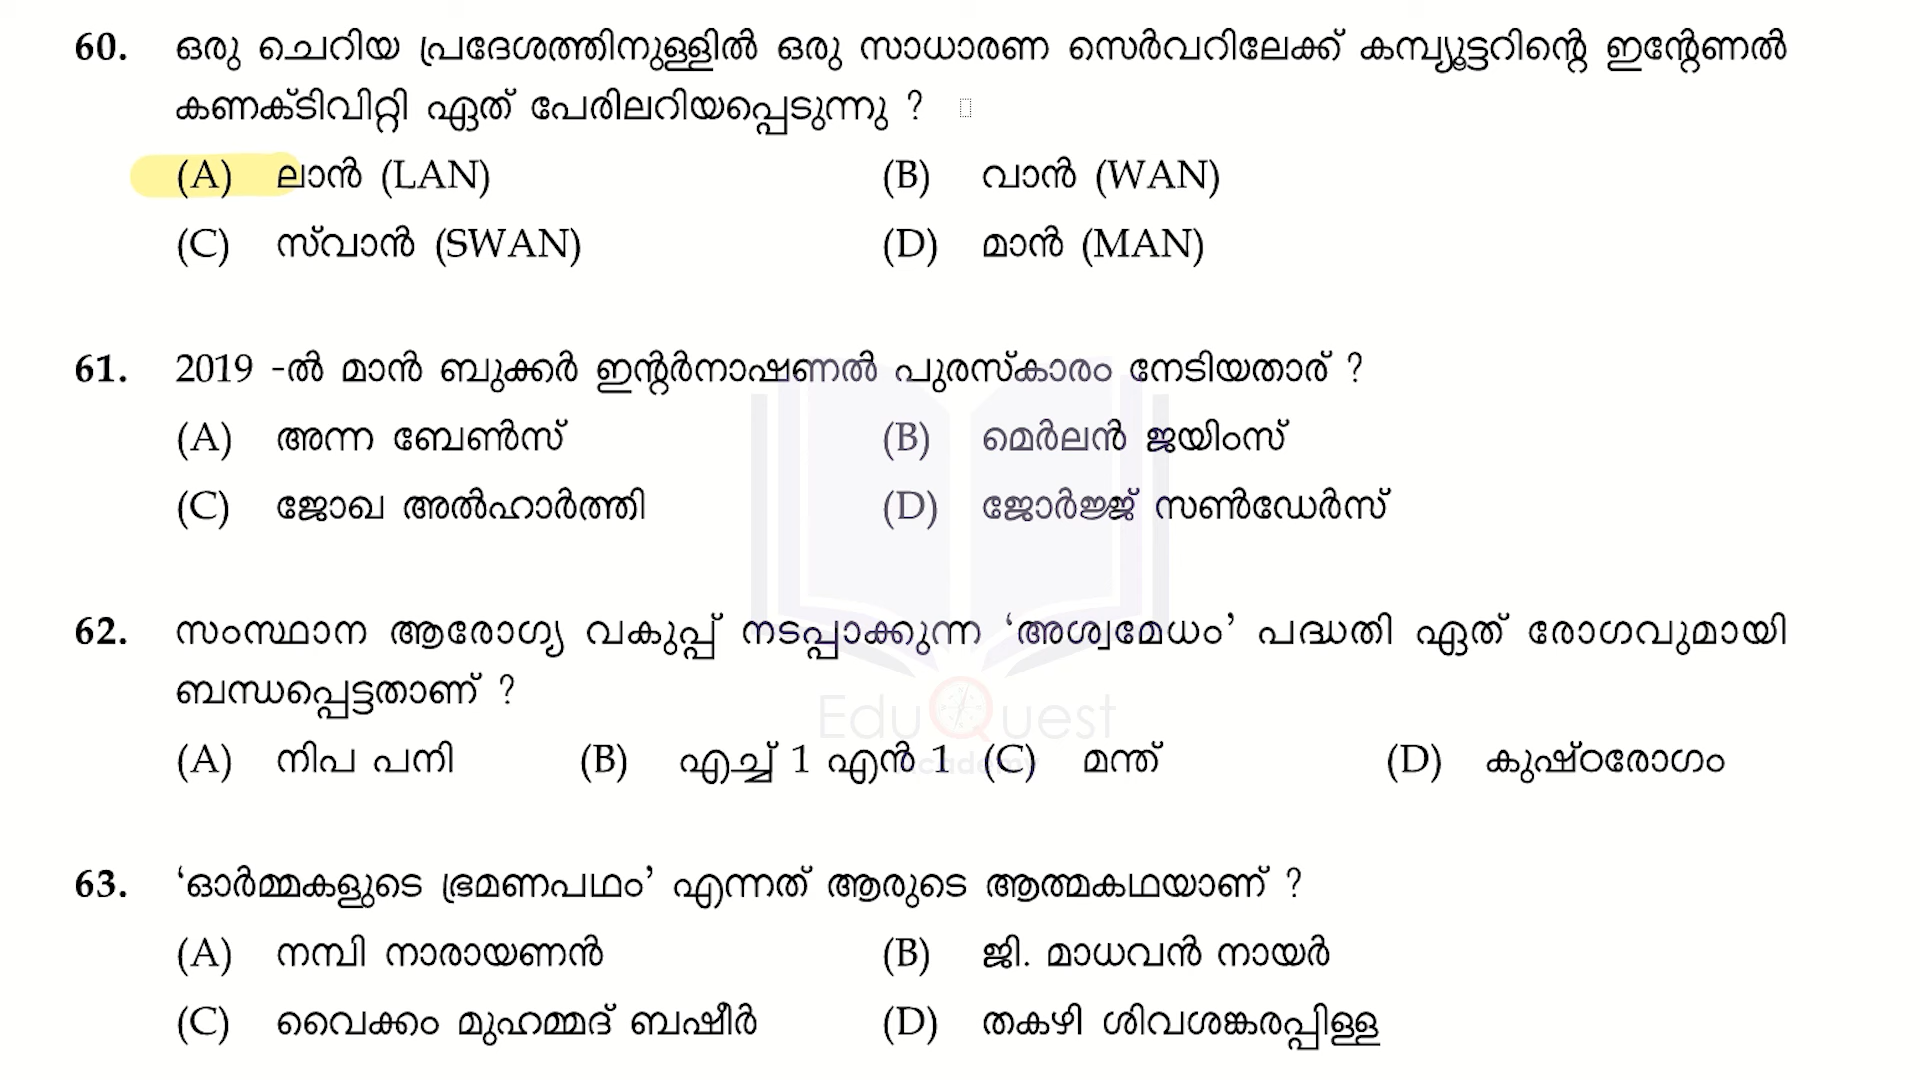 60. ഒരു ചെറിയ പ്രദേശത്തിനുള്ളിൽ ഒരു സാധാരണ സെർവറിലേക്ക് കമ്പ്യൂട്ടറിന്റെ ഇന്റേണൽ
കണക്ടിവിറ്റി ഏത് പേരിലറിയപ്പെടുന്നു ?
(A) ലാൻ (LAN) (B) വാൻ (WAN)
(C) സ്വാൻ (SWAN) (D) മാൻ (MAN)
61. 2019 -ൽ മാൻ ബുക്കർ ഇന്റർനാഷണൽ പുരസ്കാരം നേടിയതാര് ?
(A) അന്ന ബേൺസ് (B) മെർലൻ ജയിംസ്
(C) ജോഖ അൽഹാർത്തി (D) ജോർജ്ജ് സൺഡേർസ്
62. സംസ്ഥാന ആരോഗ്യ വകുപ്പ് നടപ്പാക്കുന്ന ‘അശ്വമേധം’ പദ്ധതി ഏത് രോഗവുമായി
ബന്ധപ്പെട്ടതാണ് ?
EduQuest
(A) നിപ പനി (B) എച്ച് 1 എൻ 1 (C) മന്ത് (D) കുഷ്ഠരോഗം
Academy
63. ‘ഓർമ്മകളുടെ ഭ്രമണപഥം’ എന്നത് ആരുടെ ആത്മകഥയാണ് ?
(A) നമ്പി നാരായണൻ (B) ജി. മാധവൻ നായർ
(C) വൈക്കം മുഹമ്മദ് ബഷീർ (D) തകഴി ശിവശങ്കരപ്പിള്ള